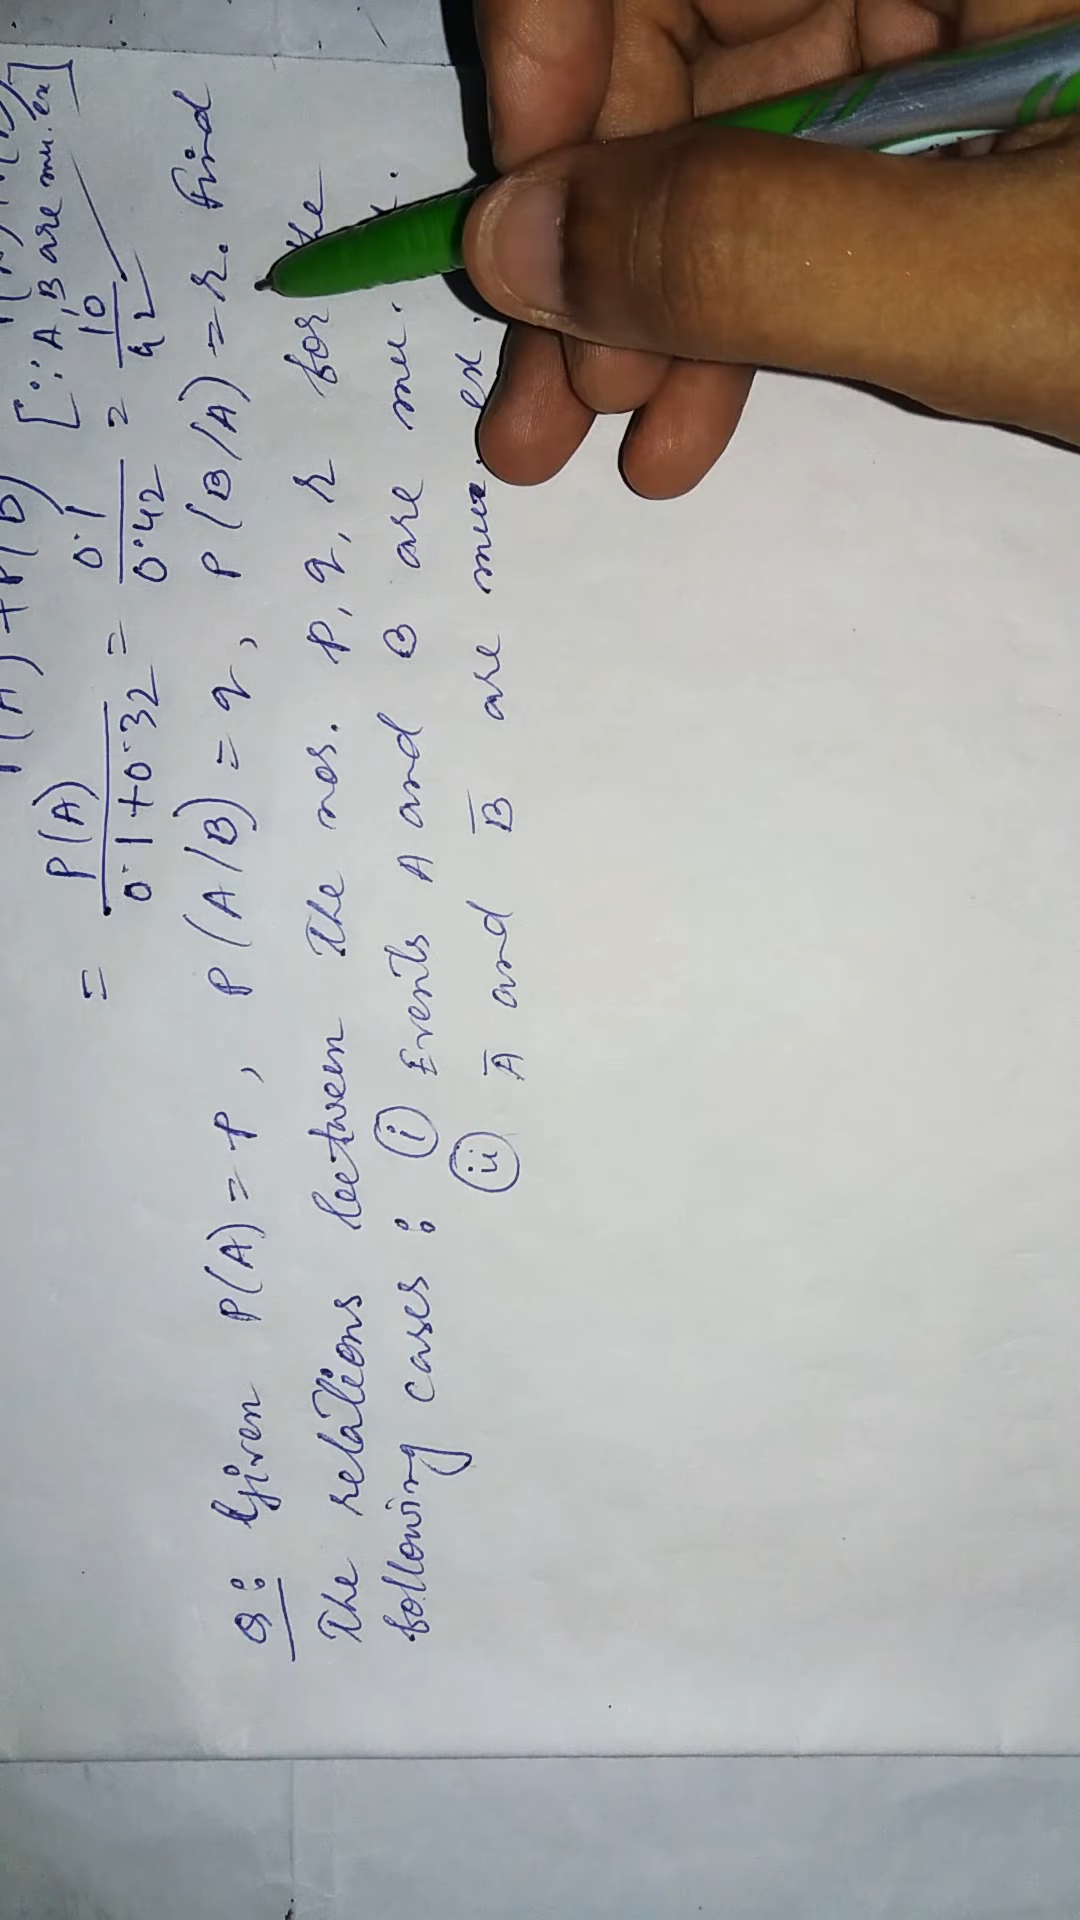 [∵ A, B are mu. ex]
= P(A) / 0.1+0.32 = 0.1 / 0.42 = 10 / 42.
Q: Given P(A) = P, P(A/B) = q, P(B/A) = r. find
The relations between The nos. P, q, r for the
following cases: (i) Events A and B are mu.
(ii) A̅ and B̅ are mu. ex.